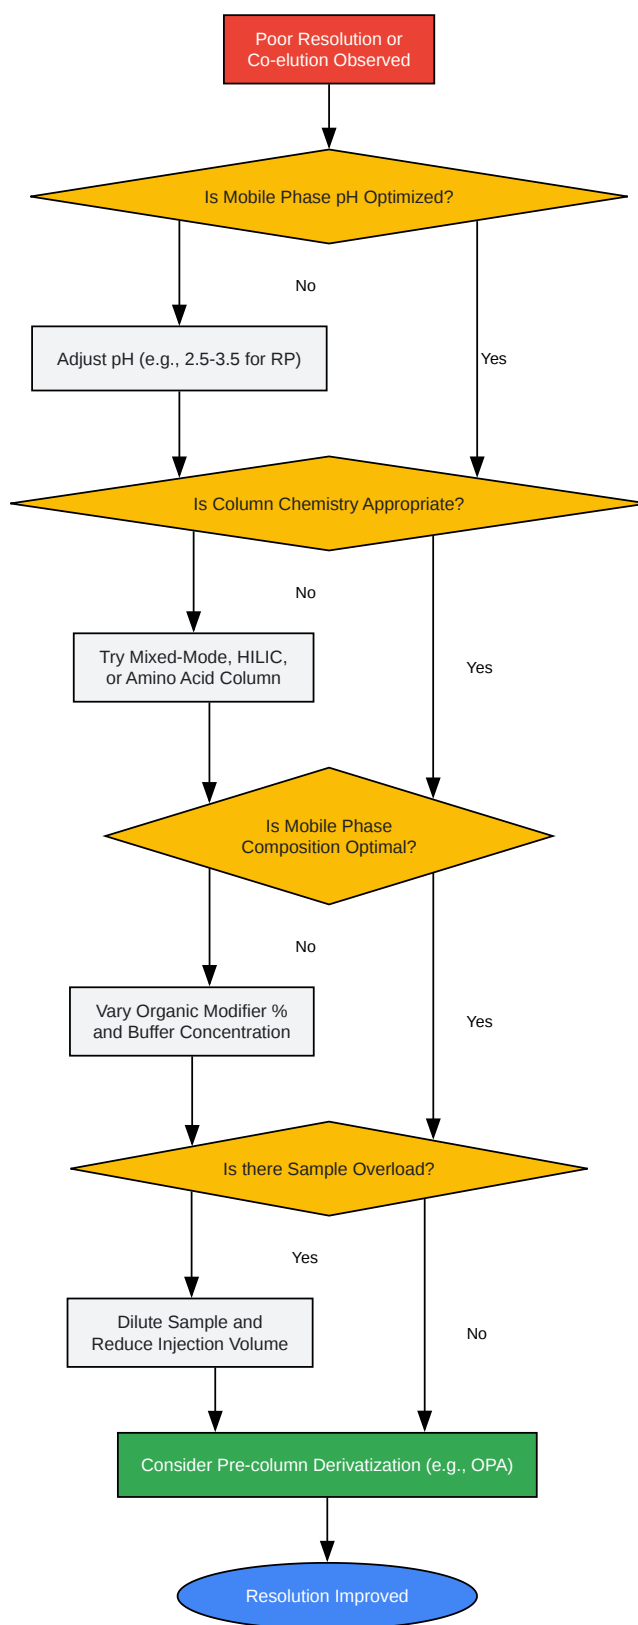 Poor Resolution or
Co-elution Observed
Is Mobile Phase pH Optimized?
No
Adjust pH (e.g., 2.5-3.5 for RP)
Yes
Is Column Chemistry Appropriate?
No
Try Mixed-Mode, HILIC,
or Amino Acid Column
Yes
Is Mobile Phase
Composition Optimal?
No
Vary Organic Modifier %
and Buffer Concentration
Yes
Is there Sample Overload?
Yes
Dilute Sample and
Reduce Injection Volume
No
Consider Pre-column Derivatization (e.g., OPA)
Resolution Improved